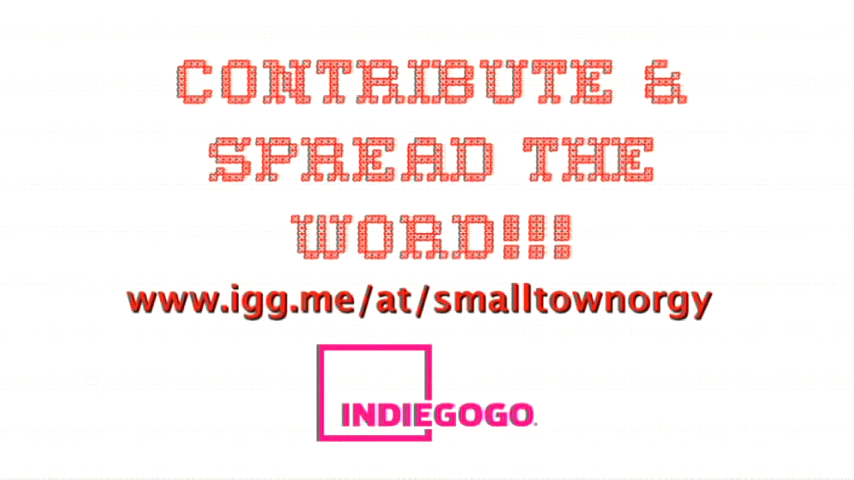 CONTRIBUTE &
SPREAD THE
WORD!!!
www.igg.me/at/smalltownorgy
INDIEGOGO.